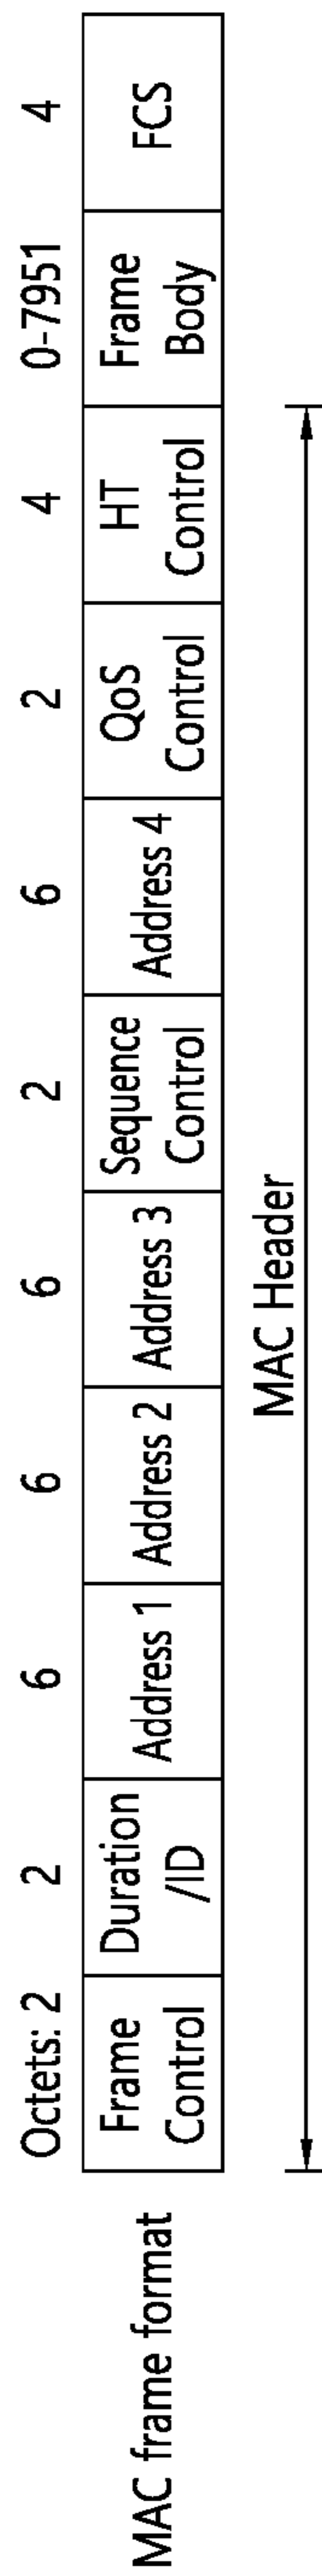 Octets: 2 2 6 6 6 2 6 2 4 0-7951 4
MAC frame format
Frame
Control
Duration
/ID
Address 1
Address 2
Address 3
Sequence
Control
Address 4
QoS
Control
HT
Control
Frame
Body
FCS
MAC Header